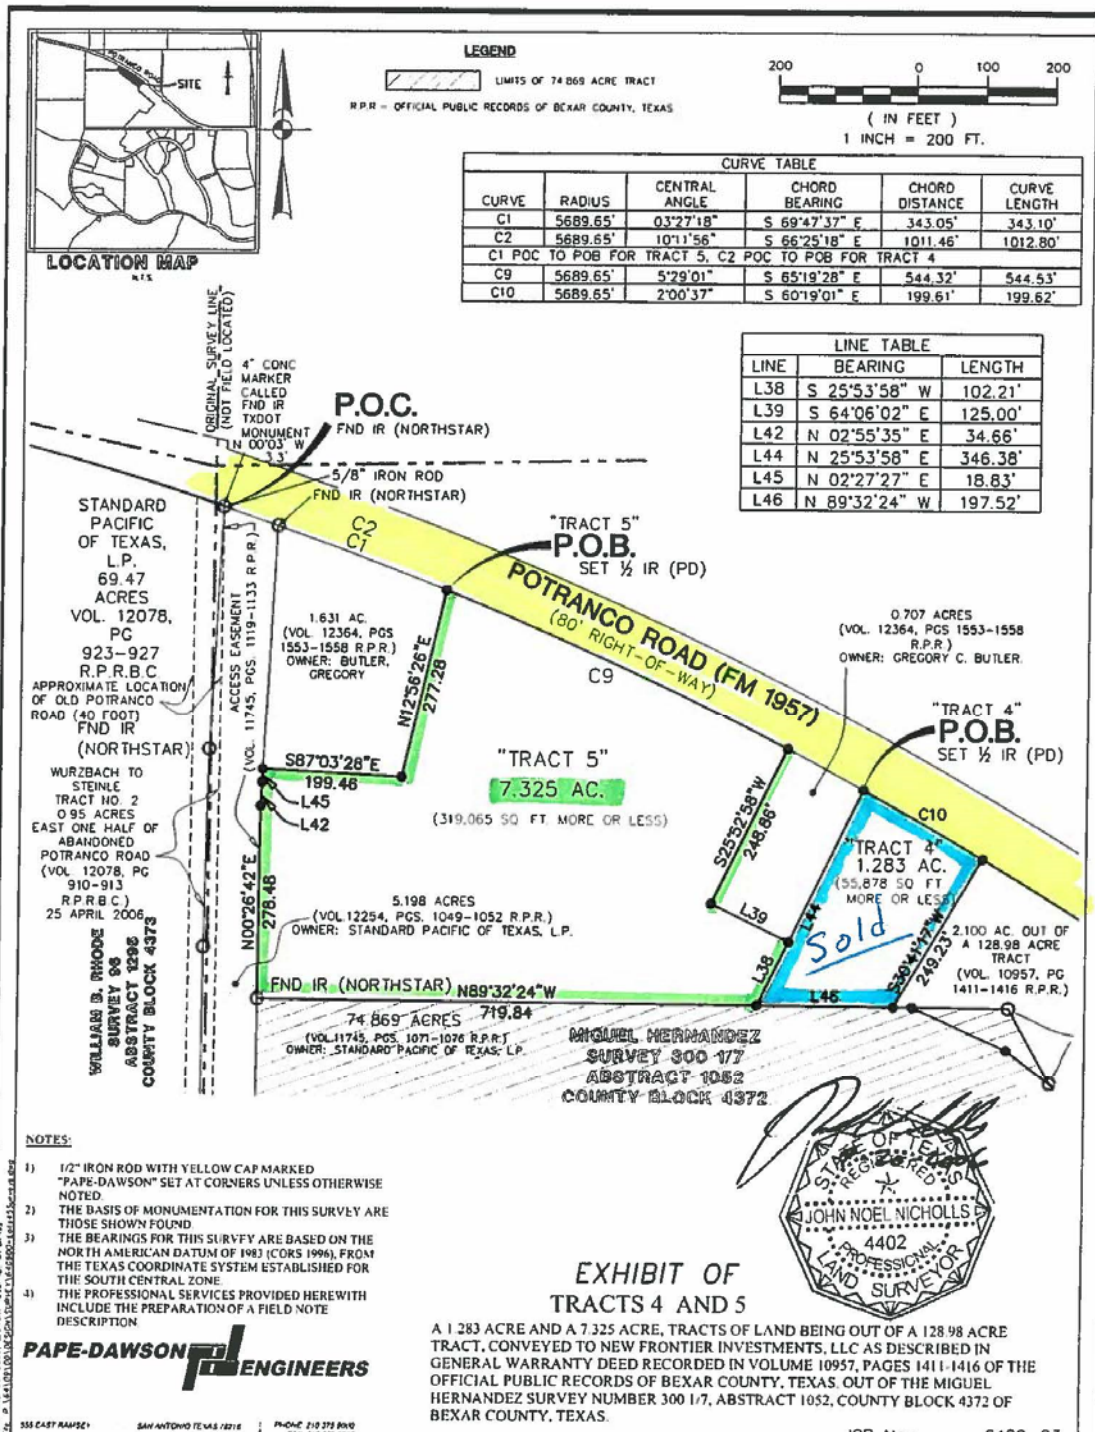 LEGEND
LIMITS OF 74.869 ACRE TRACT
R.P.R = OFFICIAL PUBLIC RECORDS OF BEXAR COUNTY, TEXAS
200 0 100 200
( IN FEET )
1 INCH = 200 FT.
POTRANCO ROAD
SITE
LOCATION MAP
N.T.S.
CURVE TABLE
CURVE RADIUS CENTRAL ANGLE CHORD BEARING CHORD DISTANCE CURVE LENGTH
C1 5689.65' 03°27'18" S 69°47'37" E 343.05' 343.10'
C2 5689.65' 10°11'56" S 66°25'18" E 1011.46' 1012.80'
C1 POC TO POB FOR TRACT 5, C2 POC TO POB FOR TRACT 4
C9 5689.65' 5°29'01" S 65°19'28" E 544.32' 544.53'
C10 5689.65' 2°00'37" S 60°19'01" E 199.61' 199.62'
LINE TABLE
LINE BEARING LENGTH
L38 S 25°53'58" W 102.21'
L39 S 64°06'02" E 125.00'
L42 N 02°55'35" E 34.66'
L44 N 25°53'58" E 346.38'
L45 N 02°27'27" E 18.83'
L46 N 89°32'24" W 197.52'
ORIGINAL SURVEY LINE
(NOT FIELD LOCATED)
4" CONC
MARKER
CALLED
FND IR
TXDOT
MONUMENT
N 00°03' W
3.3'
P.O.C.
FND IR (NORTHSTAR)
5/8" IRON ROD
FND IR (NORTHSTAR)
C2
C1
"TRACT 5"
P.O.B.
SET ½ IR (PD)
POTRANCO ROAD (FM 1957)
(80' RIGHT-OF-WAY)
C9
STANDARD
PACIFIC
OF TEXAS,
L.P.
69.47
ACRES
VOL. 12078,
PG
923-927
R.P.R.B.C.
APPROXIMATE LOCATION
OF OLD POTRANCO
ROAD (40 FOOT)
FND IR
(NORTHSTAR)
WURZBACH TO
STEINLE
TRACT NO. 2
0.95 ACRES
EAST ONE HALF OF
ABANDONED
POTRANCO ROAD
(VOL. 12078, PG
910-913
R.P.R.B.C.)
25 APRIL 2006
WILLIAM B. RHODE
SURVEY 96
ABSTRACT 1296
COUNTY BLOCK 4373
ACCESS EASEMENT
(VOL. 11745, PGS. 1119-1133 R.P.R.)
1.631 AC.
(VOL. 12364, PGS
1553-1558 R.P.R.)
OWNER: BUTLER,
GREGORY
N12°56'26"E
277.28
S87°03'28"E
199.46
L45
L42
N00°26'42"E
278.48
"TRACT 5"
7.325 AC.
(319,065 SQ FT. MORE OR LESS)
5.198 ACRES
(VOL.12254, PGS. 1049-1052 R.P.R.)
OWNER: STANDARD PACIFIC OF TEXAS, L.P.
0.707 ACRES
(VOL. 12364, PGS 1553-1558
R.P.R.)
OWNER: GREGORY C. BUTLER.
"TRACT 4"
P.O.B.
SET ½ IR (PD)
S25°52'58"W
248.86'
L39
L38
L44
C10
"TRACT 4"
1.283 AC.
(55,878 SQ FT
MORE OR LESS)
Sold
S30°41'17"W
249.23'
L46
2.100 AC. OUT OF
A 128.98 ACRE
TRACT
(VOL. 10957, PG
1411-1416 R.P.R.)
FND IR (NORTHSTAR)
N89°32'24"W
719.84
74.869 ACRES
(VOL.11745, PGS. 1071-1076 R.P.R.)
OWNER: STANDARD PACIFIC OF TEXAS, L.P.
MIGUEL HERNANDEZ
SURVEY 300 1/7
ABSTRACT 1052
COUNTY BLOCK 4372
NOTES:
1) 1/2" IRON ROD WITH YELLOW CAP MARKED
"PAPE-DAWSON" SET AT CORNERS UNLESS OTHERWISE
NOTED.
2) THE BASIS OF MONUMENTATION FOR THIS SURVEY ARE
THOSE SHOWN FOUND.
3) THE BEARINGS FOR THIS SURVEY ARE BASED ON THE
NORTH AMERICAN DATUM OF 1983 (CORS 1996), FROM
THE TEXAS COORDINATE SYSTEM ESTABLISHED FOR
THE SOUTH CENTRAL ZONE.
4) THE PROFESSIONAL SERVICES PROVIDED HEREWITH
INCLUDE THE PREPARATION OF A FIELD NOTE
DESCRIPTION.
STATE OF TEXAS
REGISTERED
JOHN NOEL NICHOLLS
4402
PROFESSIONAL
LAND SURVEYOR
EXHIBIT OF
TRACTS 4 AND 5
A 1.283 ACRE AND A 7.325 ACRE, TRACTS OF LAND BEING OUT OF A 128.98 ACRE
TRACT, CONVEYED TO NEW FRONTIER INVESTMENTS, LLC AS DESCRIBED IN
GENERAL WARRANTY DEED RECORDED IN VOLUME 10957, PAGES 1411-1416 OF THE
OFFICIAL PUBLIC RECORDS OF BEXAR COUNTY, TEXAS. OUT OF THE MIGUEL
HERNANDEZ SURVEY NUMBER 300 1/7, ABSTRACT 1052, COUNTY BLOCK 4372 OF
BEXAR COUNTY, TEXAS.
PAPE-DAWSON ENGINEERS
555 EAST RAMSEY SAN ANTONIO TEXAS 78216 PHONE: 210 375 9000